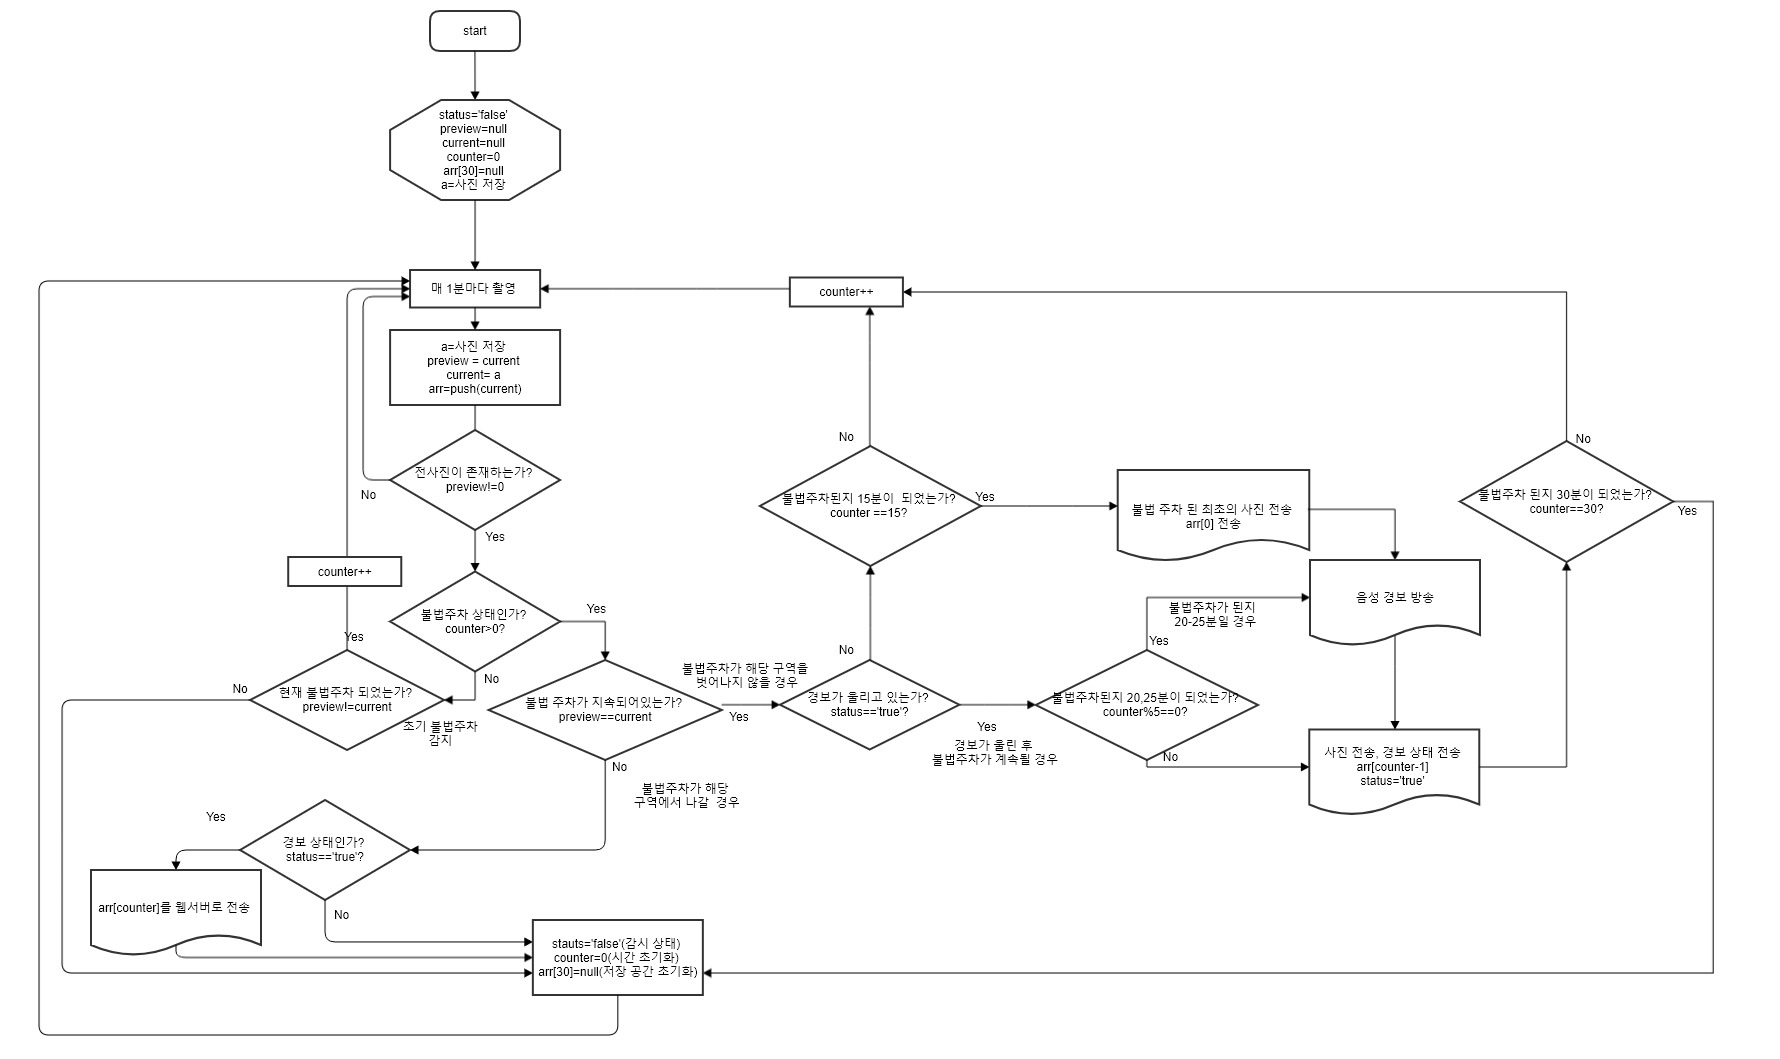 start
status='false'
preview=null
current=null
counter=0
arr[30]=null
a=사진 저장
매 1분마다 촬영
counter++
a=사진 저장
preview = current
current= a
arr=push(current)
전사진이 존재하는가?
preview!=0
No
Yes
counter++
불법주차 상태인가?
counter>0?
Yes
No
Yes
현재 불법주차 되었는가?
preview!=current
No
초기 불법주차
감지
불법 주차가 지속되어있는가?
preview==current
불법주차가 해당 구역을
벗어나지 않을 경우
Yes
No
불법주차가 해당
구역에서 나갈 경우
경보가 울리고 있는가?
status=='true'?
No
Yes
경보가 울린 후
불법주차가 계속될 경우
불법주차된지 15분이 되었는가?
counter ==15?
No
Yes
불법 주차 된 최초의 사진 전송
arr[0] 전송
음성 경보 방송
불법주차가 된지
20-25분일 경우
Yes
불법주차된지 20,25분이 되었는가?
counter%5==0?
No
사진 전송, 경보 상태 전송
arr[counter-1]
status='true'
불법주차 된지 30분이 되었는가?
counter==30?
No
Yes
경보 상태인가?
status=='true'?
Yes
No
arr[counter]를 웹서버로 전송
stauts='false'(감시 상태)
counter=0(시간 초기화)
arr[30]=null(저장 공간 초기화)